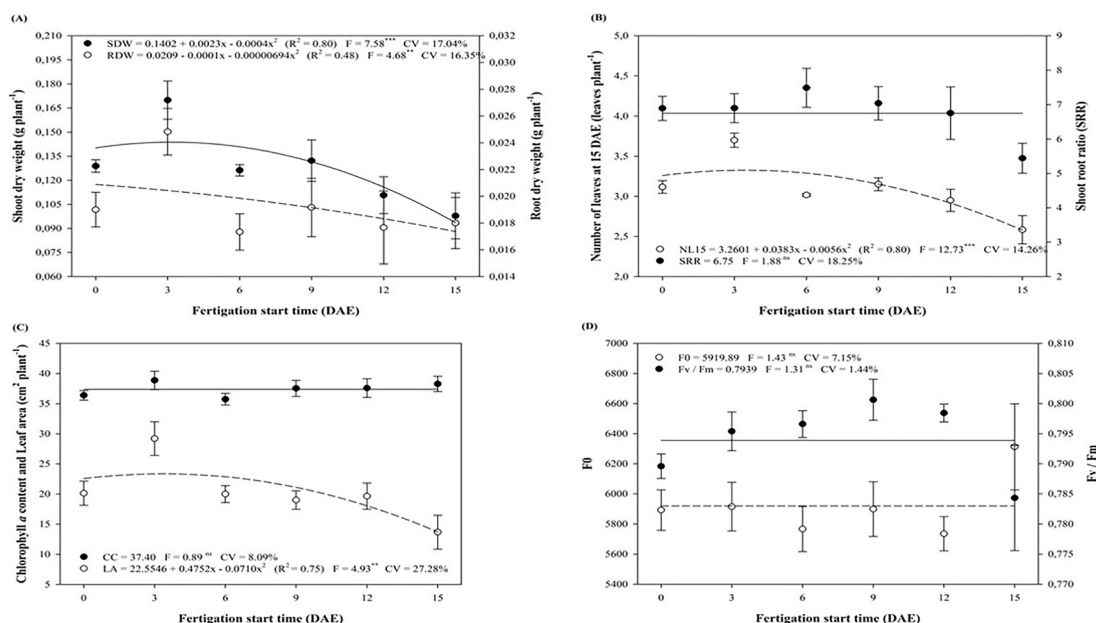 (A)
● SDW = 0.1402 + 0.0023x - 0.0004x² (R² = 0.80) F = 7.58*** CV = 17.04%
○ RDW = 0.0209 - 0.0001x - 0.00000694x² (R² = 0.48) F = 4.68** CV = 16.35%
Shoot dry weight (g plant⁻¹)
0,210
0,195
0,180
0,165
0,150
0,135
0,120
0,105
0,090
0,075
0,060
Root dry weight (g plant⁻¹)
0,032
0,030
0,028
0,026
0,024
0,022
0,020
0,018
0,016
0,014
0 3 6 9 12 15
Fertigation start time (DAE)
(B)
Number of leaves at 15 DAE (leaves plant⁻¹)
5,0
4,5
4,0
3,5
3,0
2,5
2,0
Shoot root ratio (SRR)
9
8
7
6
5
4
3
2
○ NL15 = 3.2601 + 0.0383x - 0.0056x² (R² = 0.80) F = 12.73*** CV = 14.26%
● SRR = 6.75 F = 1.88 ns CV = 18.25%
0 3 6 9 12 15
Fertigation start time (DAE)
(C)
Chlorophyll a content and Leaf area (cm² plant⁻¹)
45
40
35
30
25
20
15
10
5
● CC = 37.40 F = 0.89 ns CV = 8.09%
○ LA = 22.5546 + 0.4752x - 0.0710x² (R² = 0.75) F = 4.93** CV = 27.28%
0 3 6 9 12 15
Fertigation start time (DAE)
(D)
○ F0 = 5919.89 F = 1.43 ns CV = 7.15%
● Fv / Fm = 0.7939 F = 1.31 ns CV = 1.44%
F0
7000
6800
6600
6400
6200
6000
5800
5600
5400
Fv / Fm
0,810
0,805
0,800
0,795
0,790
0,785
0,780
0,775
0,770
0 3 6 9 12 15
Fertigation start time (DAE)